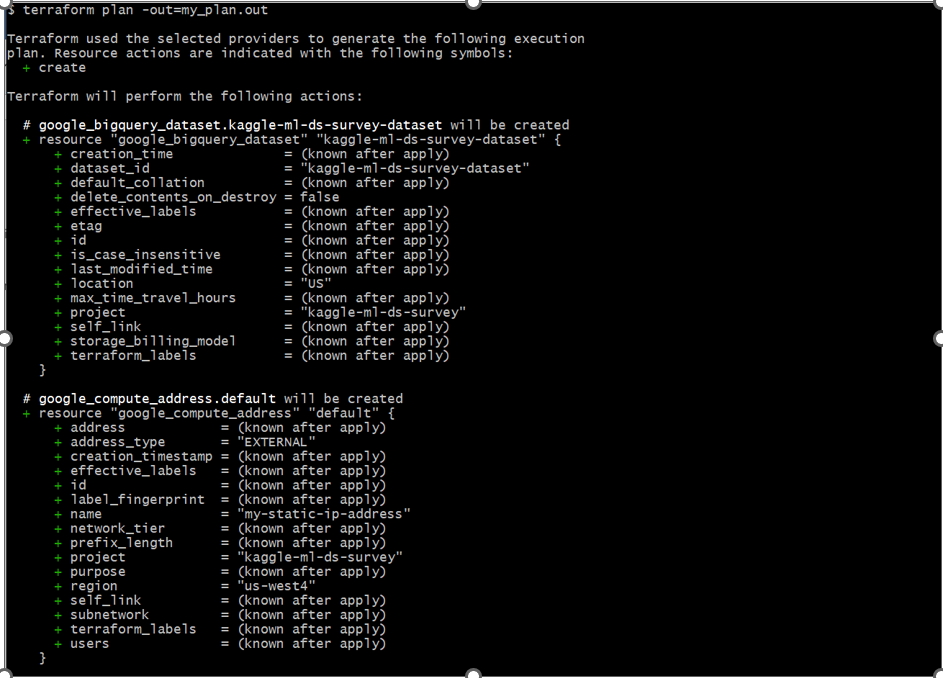 $ terraform plan -out=my_plan.out
Terraform used the selected providers to generate the following execution
plan. Resource actions are indicated with the following symbols:
+ create
Terraform will perform the following actions:
# google_bigquery_dataset.kaggle-ml-ds-survey-dataset will be created
+ resource "google_bigquery_dataset" "kaggle-ml-ds-survey-dataset" {
+ creation_time = (known after apply)
+ dataset_id = "kaggle-ml-ds-survey-dataset"
+ default_collation = (known after apply)
+ delete_contents_on_destroy = false
+ effective_labels = (known after apply)
+ etag = (known after apply)
+ id = (known after apply)
+ is_case_insensitive = (known after apply)
+ last_modified_time = (known after apply)
+ location = "US"
+ max_time_travel_hours = (known after apply)
+ project = "kaggle-ml-ds-survey"
+ self_link = (known after apply)
+ storage_billing_model = (known after apply)
+ terraform_labels = (known after apply)
}
# google_compute_address.default will be created
+ resource "google_compute_address" "default" {
+ address = (known after apply)
+ address_type = "EXTERNAL"
+ creation_timestamp = (known after apply)
+ effective_labels = (known after apply)
+ id = (known after apply)
+ label_fingerprint = (known after apply)
+ name = "my-static-ip-address"
+ network_tier = (known after apply)
+ prefix_length = (known after apply)
+ project = "kaggle-ml-ds-survey"
+ purpose = (known after apply)
+ region = "us-west4"
+ self_link = (known after apply)
+ subnetwork = (known after apply)
+ terraform_labels = (known after apply)
+ users = (known after apply)
}